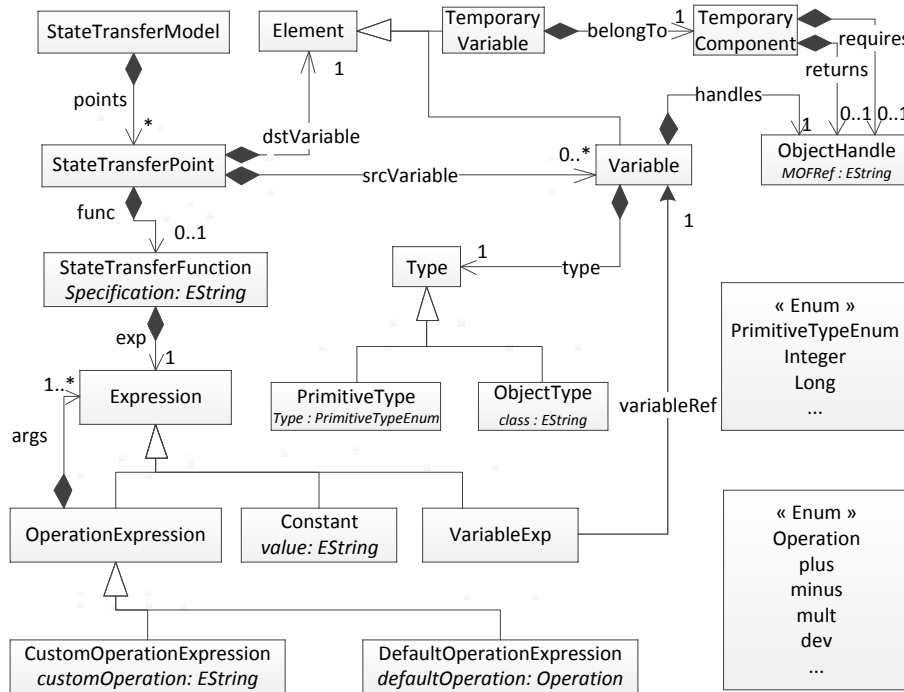 StateTransferModel
Element
Temporary
Variable
belongTo
1
Temporary
Component
requires
returns
points
*
1
dstVariable
handles
0..1
0..1
1
StateTransferPoint
srcVariable
0..*
Variable
ObjectHandle
MOFRef : EString
func
0..1
1
StateTransferFunction
Specification: EString
Type
1
type
exp
1
« Enum »
PrimitiveTypeEnum
Integer
Long
...
1..*
Expression
PrimitiveType
Type : PrimitiveTypeEnum
ObjectType
class : EString
variableRef
args
OperationExpression
Constant
value: EString
VariableExp
« Enum »
Operation
plus
minus
mult
dev
...
CustomOperationExpression
customOperation: EString
DefaultOperationExpression
defaultOperation: Operation